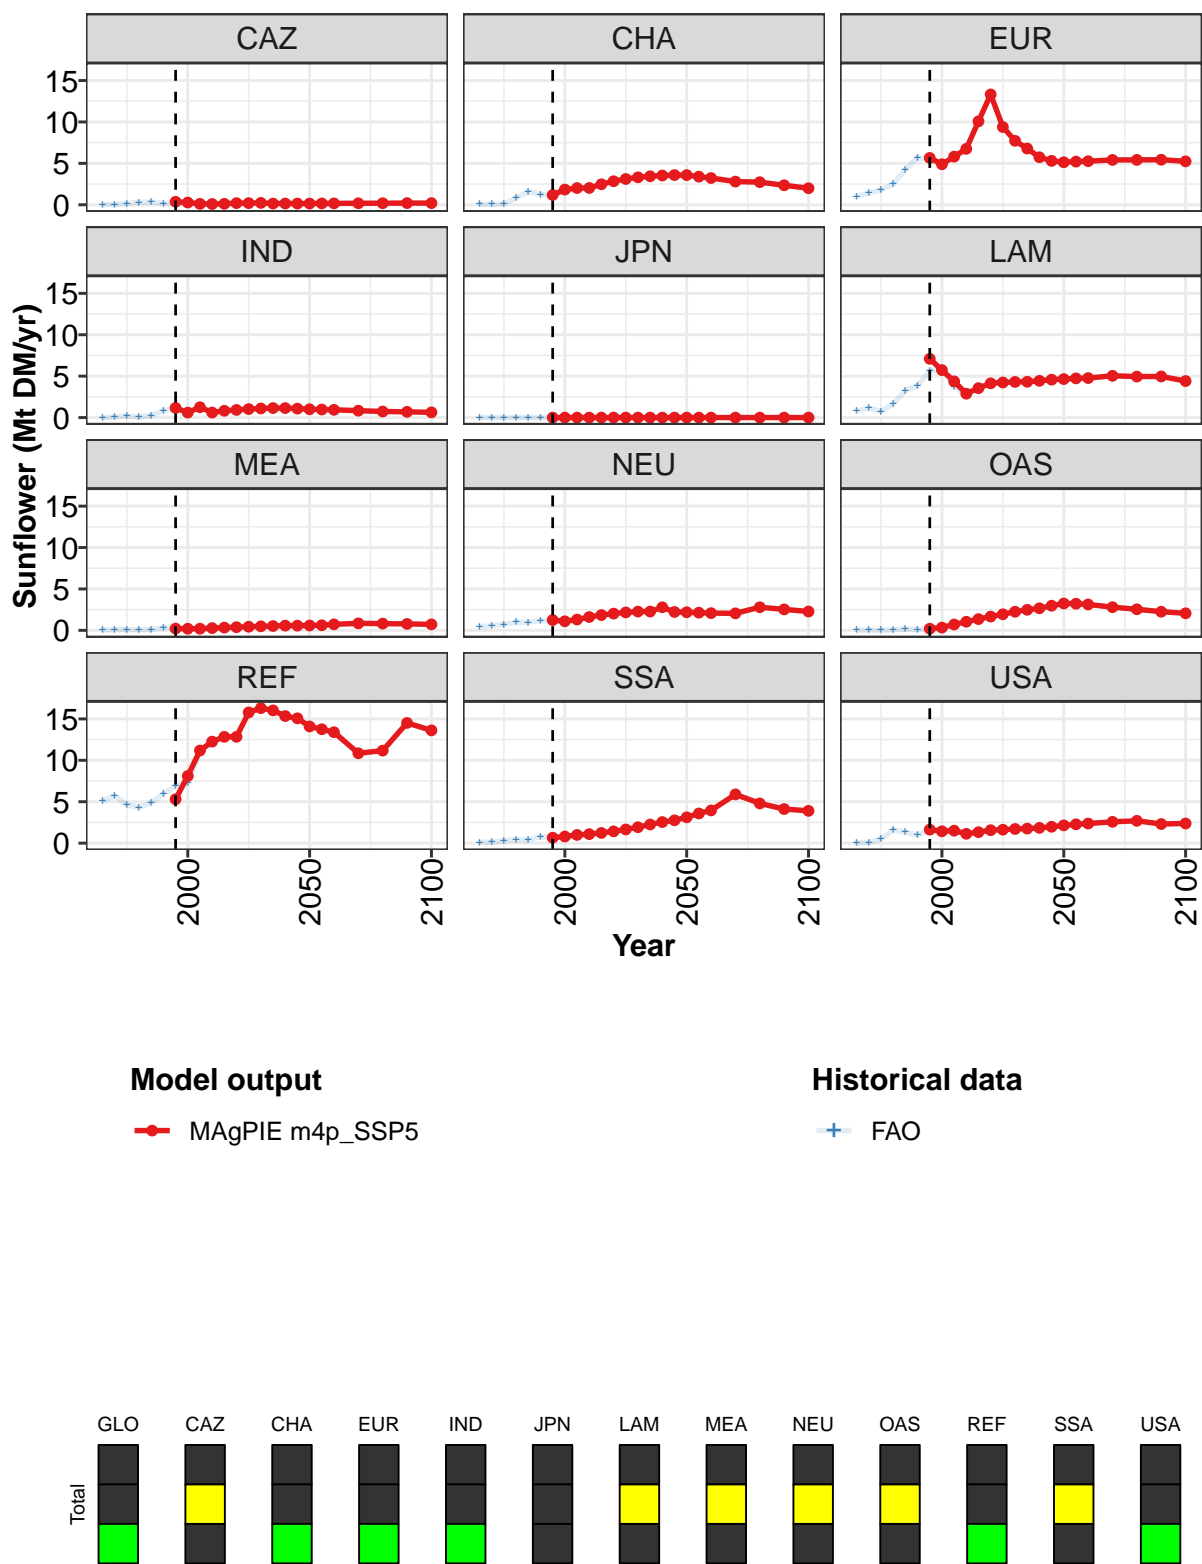 CAZ CHA EUR
15
10
5
0
IND JPN LAM
15
10
5
0
Sunflower (Mt DM/yr)
MEA NEU OAS
15
10
5
0
REF SSA USA
15
10
5
0
2000 2050 2100 2000 2050 2100 2000 2050 2100
Year
Model output Historical data
MAgPIE m4p_SSP5 FAO
GLO CAZ CHA EUR IND JPN LAM MEA NEU OAS REF SSA USA
Total